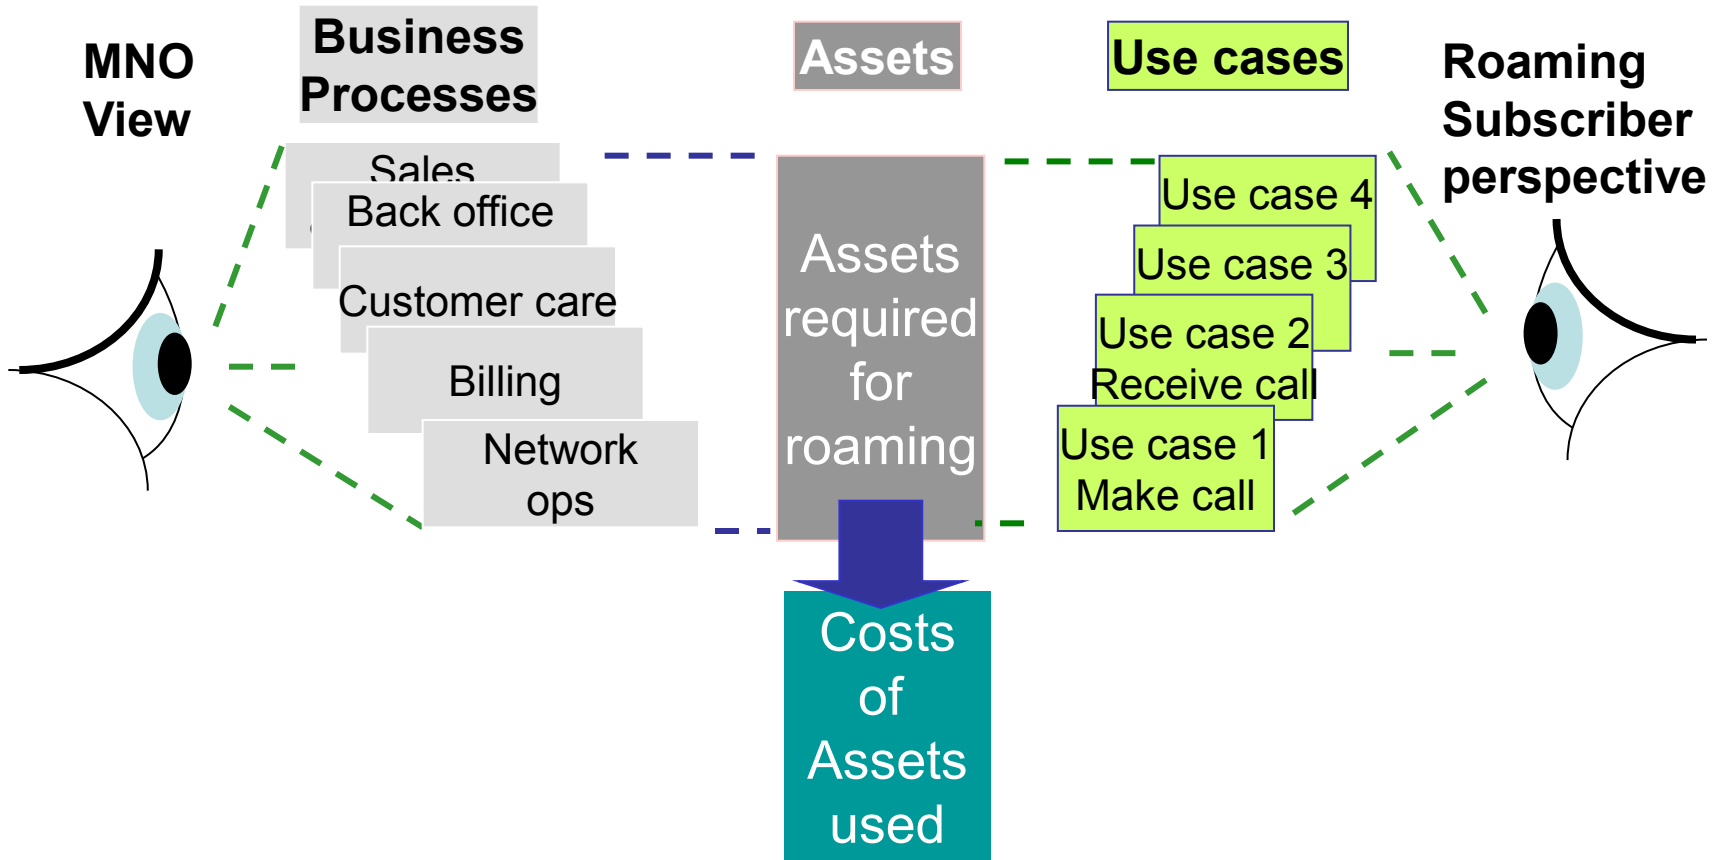 MNO
View
Business
Processes
Assets
Use cases
Roaming
Subscriber
perspective
Sales
Back office
Customer care
Billing
Network
ops
Assets
required
for
roaming
Use case 4
Use case 3
Use case 2
Receive call
Use case 1
Make call
Costs
of
Assets
used